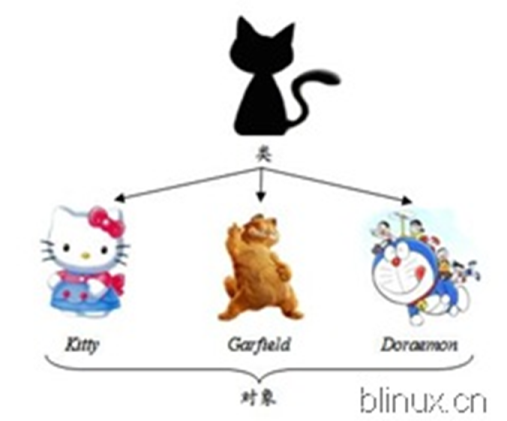 类
Kitty
Garfield
Doraemon
对象
blinux.cn